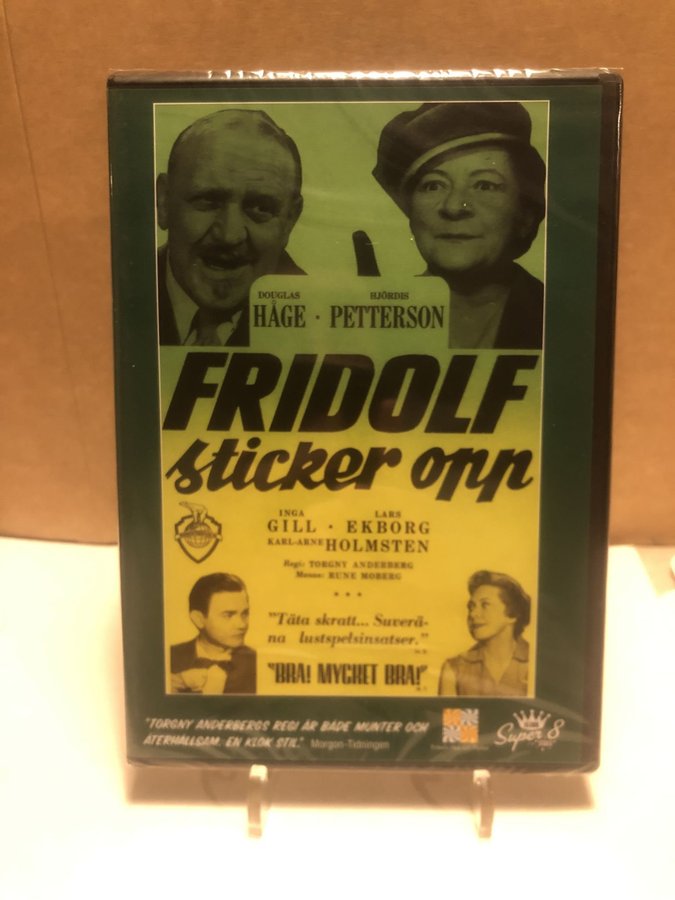 DOUGLAS HJÖRDIS
HÅGE · PETTERSON
FRIDOLF
sticker opp
INGA LARS
GILL · EKBORG
KARL-ARNE HOLMSTEN
Regi: TORGNY ANDERBERG
Manus: RUNE MOBERG
"Täta skratt... Suverä-
na lustspelsinsatser."
"BRA! MYCKET BRA!"
"TORGNY ANDERBERGS REGI ÄR BÅDE MUNTER OCH
ÅTERHÅLLSAM. EN KLOK STIL." Morgon-Tidningen
Super 8